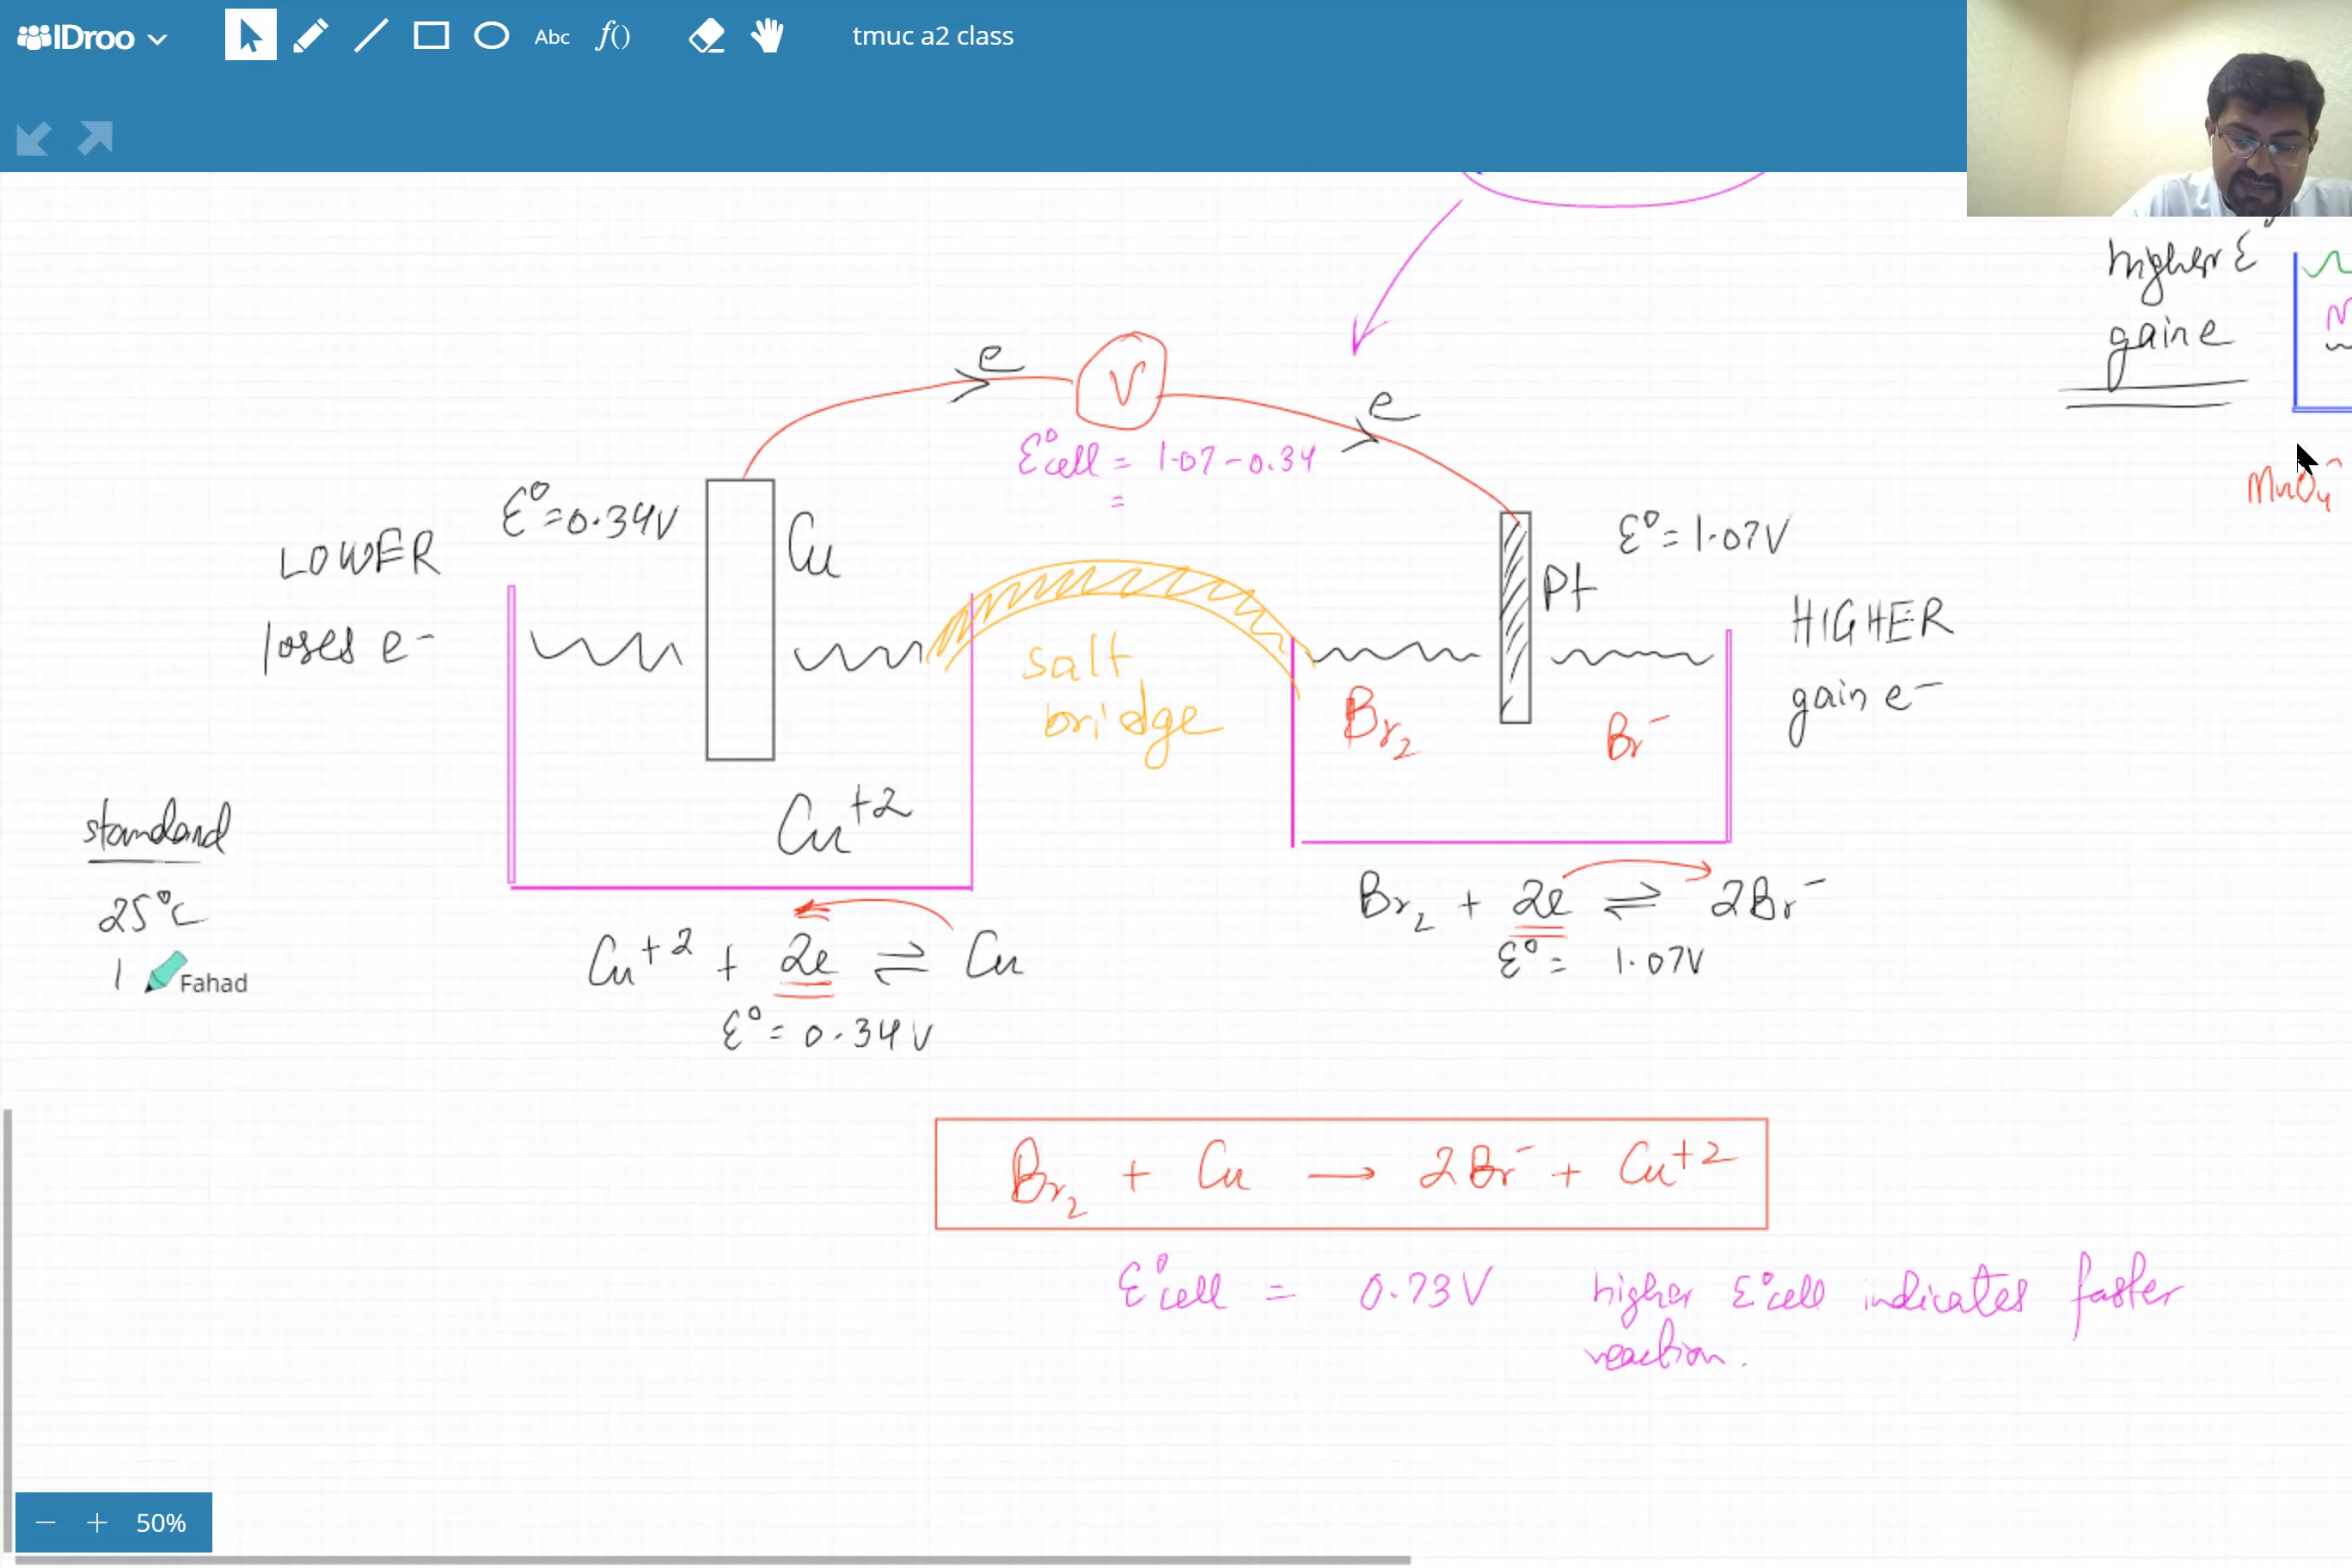 IDroo
Abc
f()
tmuc a2 class
higher ε°
gain e
MnO₄⁻
e
V
e
ε°cell = 1.07 - 0.34
=
ε° = 0.34V
Cu
LOWER
loses e-
ε° = 1.07V
Pt
HIGHER
gain e-
salt
bridge
Br₂
Br⁻
Cu⁺²
standard
25°C
1
Fahad
Cu⁺² + 2e ⇌ Cu
ε° = 0.34V
Br₂ + 2e ⇌ 2Br⁻
ε° = 1.07V
Br₂ + Cu → 2Br⁻ + Cu⁺²
ε°cell = 0.73V
higher ε°cell indicates faster
reaction.
50%